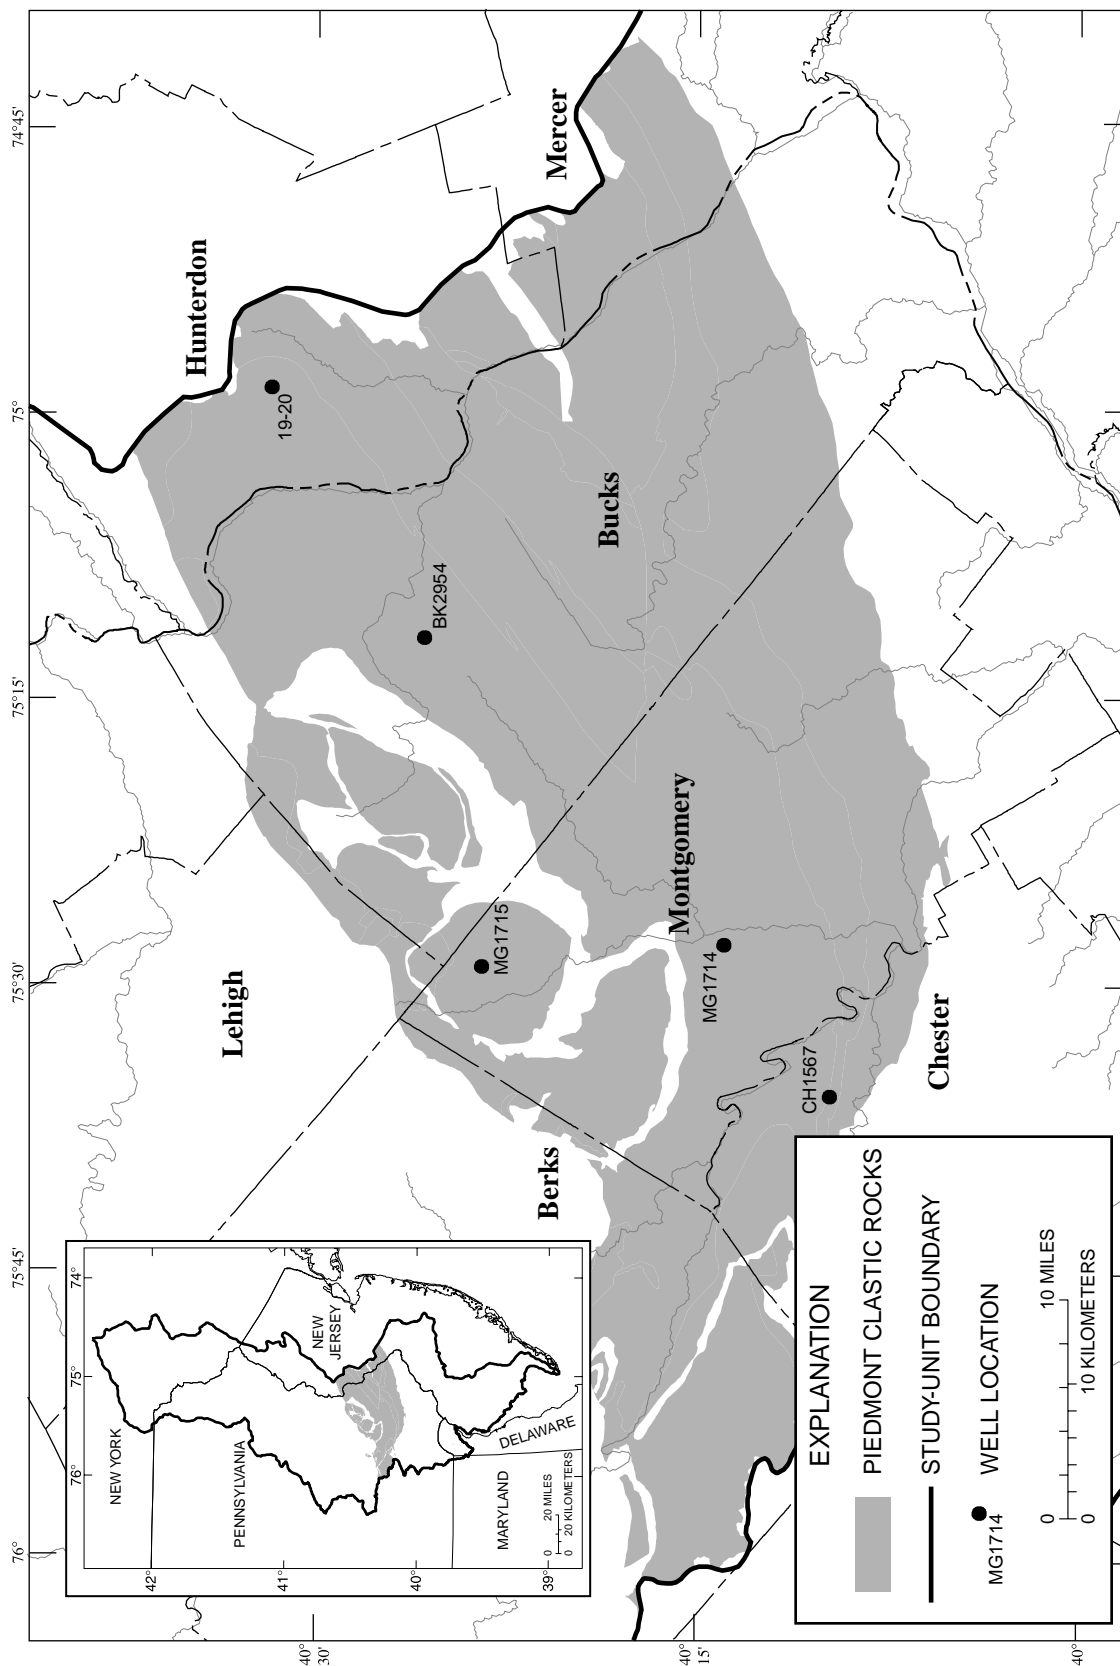 76°
75°45'
75°30'
75°15'
75°
74°45'
40°
30'
40°
15'
40°
Hunterdon
Mercer
Lehigh
Bucks
Berks
Montgomery
Chester
19-20
BK2954
MG1715
MG1714
CH1567
76°
75°
74°
42°
41°
40°
39°
NEW YORK
PENNSYLVANIA
NEW
JERSEY
MARYLAND
DELAWARE
0 20 MILES
0 20 KILOMETERS
EXPLANATION
PIEDMONT CLASTIC ROCKS
STUDY-UNIT BOUNDARY
MG1714 WELL LOCATION
0 10 MILES
0 10 KILOMETERS